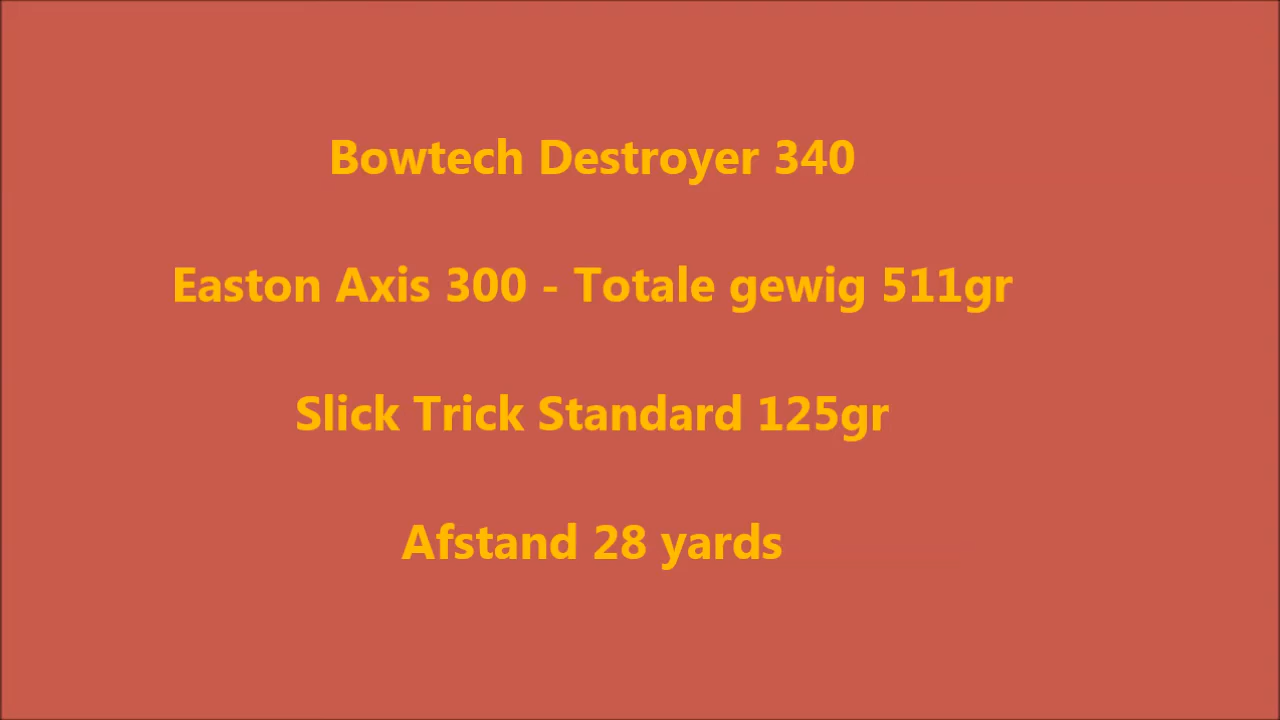 Bowtech Destroyer 340
Easton Axis 300 - Totale gewig 511gr
Slick Trick Standard 125gr
Afstand 28 yards